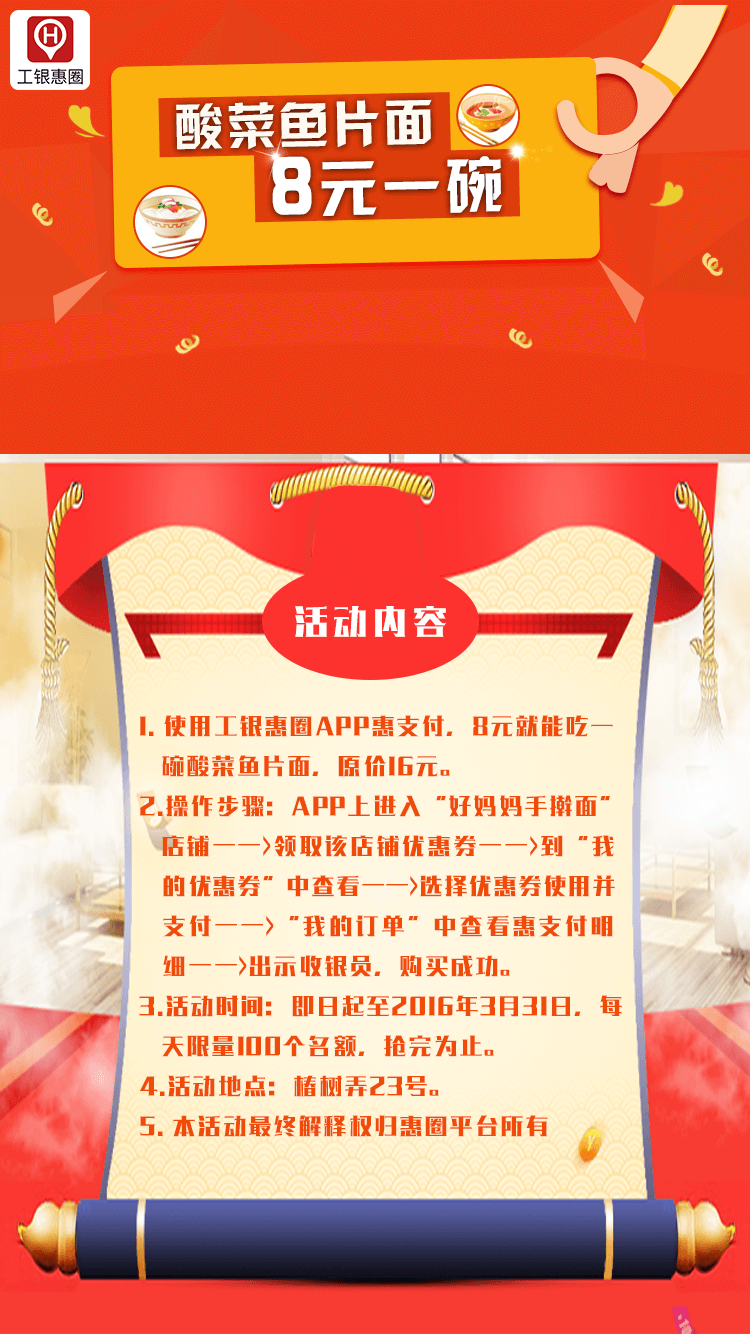 工银惠圈
酸菜鱼片面
8元一碗
活动内容
1. 使用工银惠圈APP惠支付，8元就能吃一
碗酸菜鱼片面，原价16元。
2.操作步骤：APP上进入“好妈妈手擀面”
店铺——>领取该店铺优惠券——>到“我
的优惠券”中查看——>选择优惠券使用并
支付——>“我的订单”中查看惠支付明
细——>出示收银员，购买成功。
3.活动时间：即日起至2016年3月31日，每
天限量100个名额，抢完为止。
4.活动地点：椿树弄23号。
5. 本活动最终解释权归惠圈平台所有